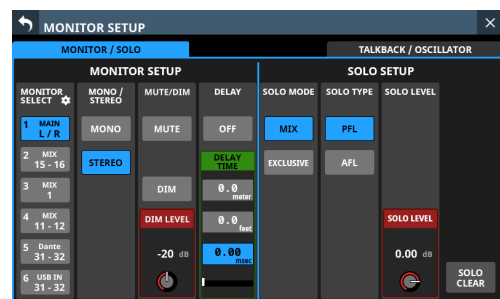 MONITOR SETUP
MONITOR / SOLO
TALKBACK / OSCILLATOR
MONITOR SETUP
SOLO SETUP
MONITOR
SELECT
MONO /
STEREO
MUTE/DIM
DELAY
SOLO MODE
SOLO TYPE
SOLO LEVEL
1 MAIN
L / R
MONO
MUTE
OFF
MIX
PFL
2 MIX
15 - 16
STEREO
DELAY
TIME
EXCLUSIVE
AFL
3 MIX
1
DIM
0.0
meter
4 MIX
11 - 12
DIM LEVEL
0.0
feet
SOLO LEVEL
5 Dante
31 - 32
-20 dB
0.00
msec
0.00 dB
6 USB IN
31 - 32
SOLO
CLEAR